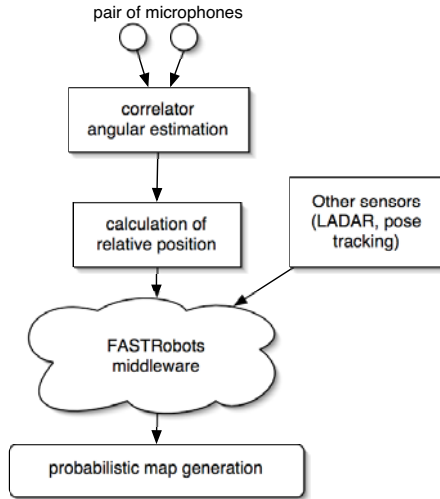 pair of microphones
correlator
angular estimation
calculation of
relative position
Other sensors
(LADAR, pose
tracking)
FASTRobots
middleware
probabilistic map generation